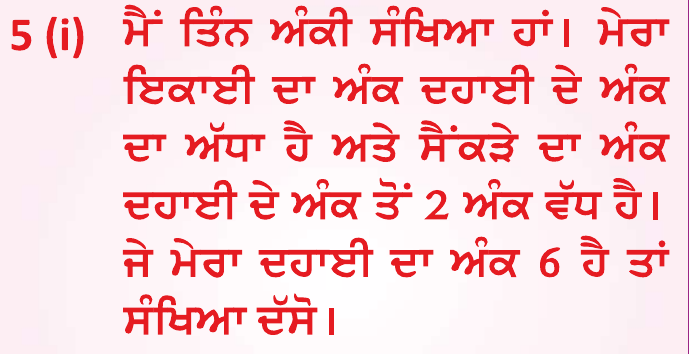 5 (i) ਮੈਂ ਤਿੰਨ ਅੰਕੀ ਸੰਖਿਆ ਹਾਂ। ਮੇਰਾ
ਇਕਾਈ ਦਾ ਅੰਕ ਦਹਾਈ ਦੇ ਅੰਕ
ਦਾ ਅੱਧਾ ਹੈ ਅਤੇ ਸੈਂਕੜੇ ਦਾ ਅੰਕ
ਦਹਾਈ ਦੇ ਅੰਕ ਤੋਂ 2 ਅੰਕ ਵੱਧ ਹੈ।
ਜੇ ਮੇਰਾ ਦਹਾਈ ਦਾ ਅੰਕ 6 ਹੈ ਤਾਂ
ਸੰਖਿਆ ਦੱਸੋ।